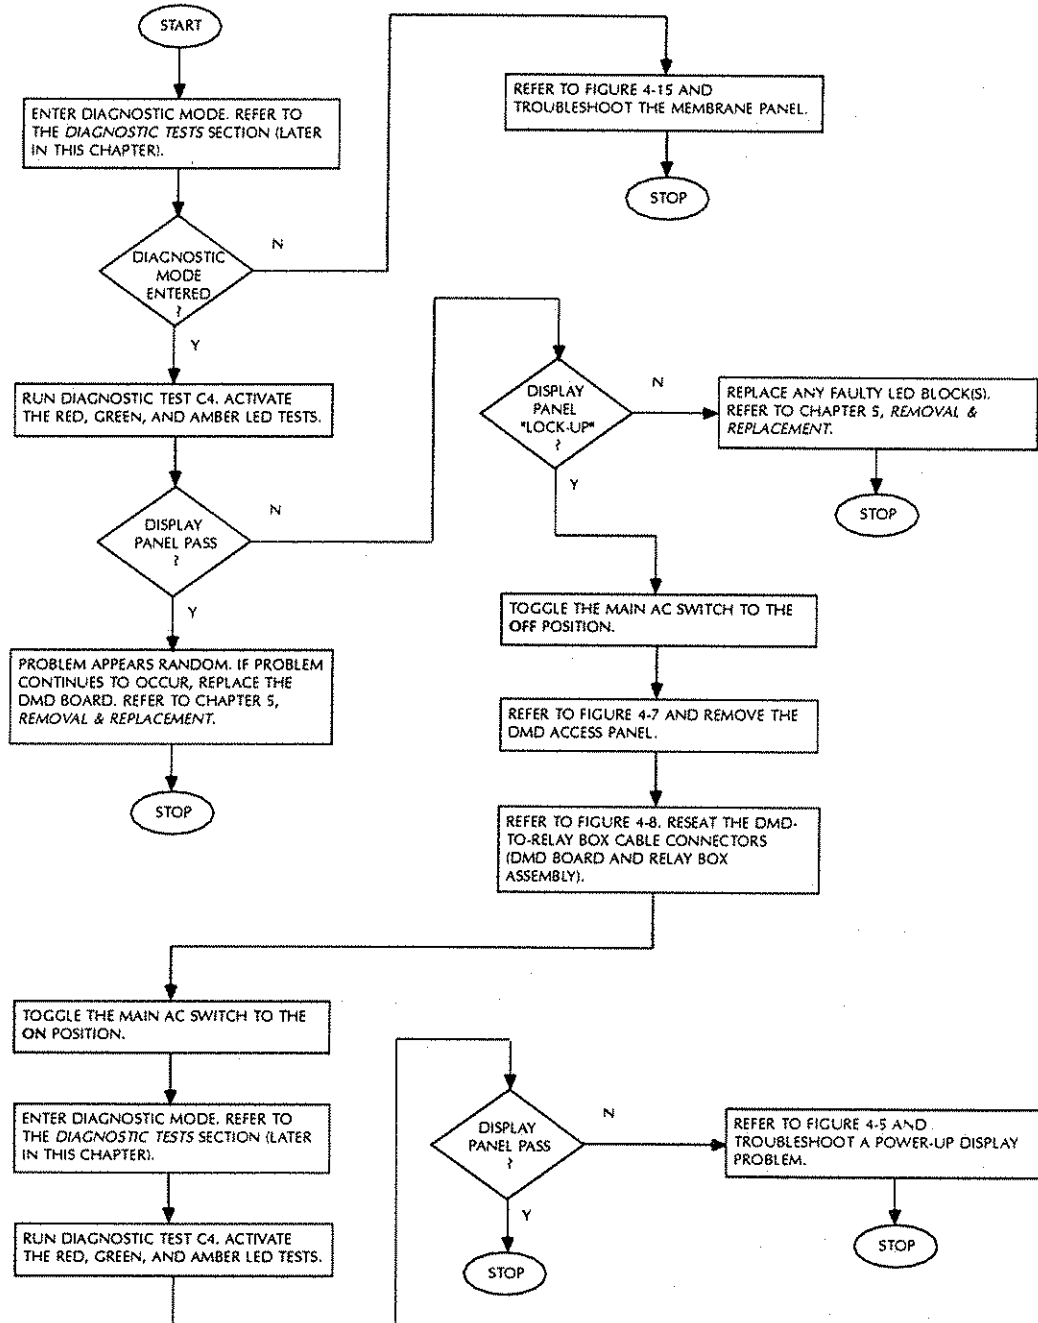 START
ENTER DIAGNOSTIC MODE. REFER TO
THE DIAGNOSTIC TESTS SECTION (LATER
IN THIS CHAPTER).
DIAGNOSTIC
MODE
ENTERED
?
N
Y
REFER TO FIGURE 4-15 AND
TROUBLESHOOT THE MEMBRANE PANEL.
STOP
RUN DIAGNOSTIC TEST C4. ACTIVATE
THE RED, GREEN, AND AMBER LED TESTS.
DISPLAY
PANEL PASS
?
N
Y
PROBLEM APPEARS RANDOM. IF PROBLEM
CONTINUES TO OCCUR, REPLACE THE
DMD BOARD. REFER TO CHAPTER 5,
REMOVAL & REPLACEMENT.
STOP
DISPLAY
PANEL
"LOCK-UP"
?
N
Y
REPLACE ANY FAULTY LED BLOCK(S).
REFER TO CHAPTER 5, REMOVAL &
REPLACEMENT.
STOP
TOGGLE THE MAIN AC SWITCH TO THE
OFF POSITION.
REFER TO FIGURE 4-7 AND REMOVE THE
DMD ACCESS PANEL.
REFER TO FIGURE 4-8. RESEAT THE DMD-
TO-RELAY BOX CABLE CONNECTORS
(DMD BOARD AND RELAY BOX
ASSEMBLY).
TOGGLE THE MAIN AC SWITCH TO THE
ON POSITION.
ENTER DIAGNOSTIC MODE. REFER TO
THE DIAGNOSTIC TESTS SECTION (LATER
IN THIS CHAPTER).
RUN DIAGNOSTIC TEST C4. ACTIVATE
THE RED, GREEN, AND AMBER LED TESTS.
DISPLAY
PANEL PASS
?
N
Y
STOP
REFER TO FIGURE 4-5 AND
TROUBLESHOOT A POWER-UP DISPLAY
PROBLEM.
STOP